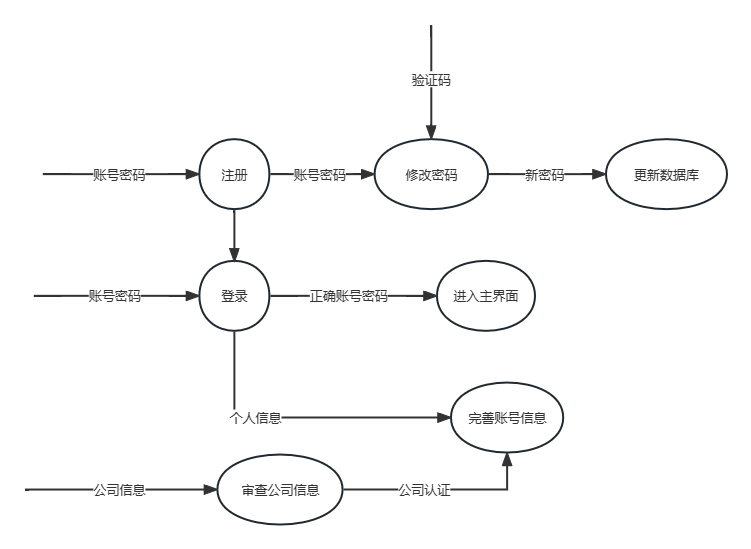 验证码
账号密码
注册
账号密码
修改密码
新密码
更新数据库
账号密码
登录
正确账号密码
进入主界面
个人信息
完善账号信息
公司信息
审查公司信息
公司认证